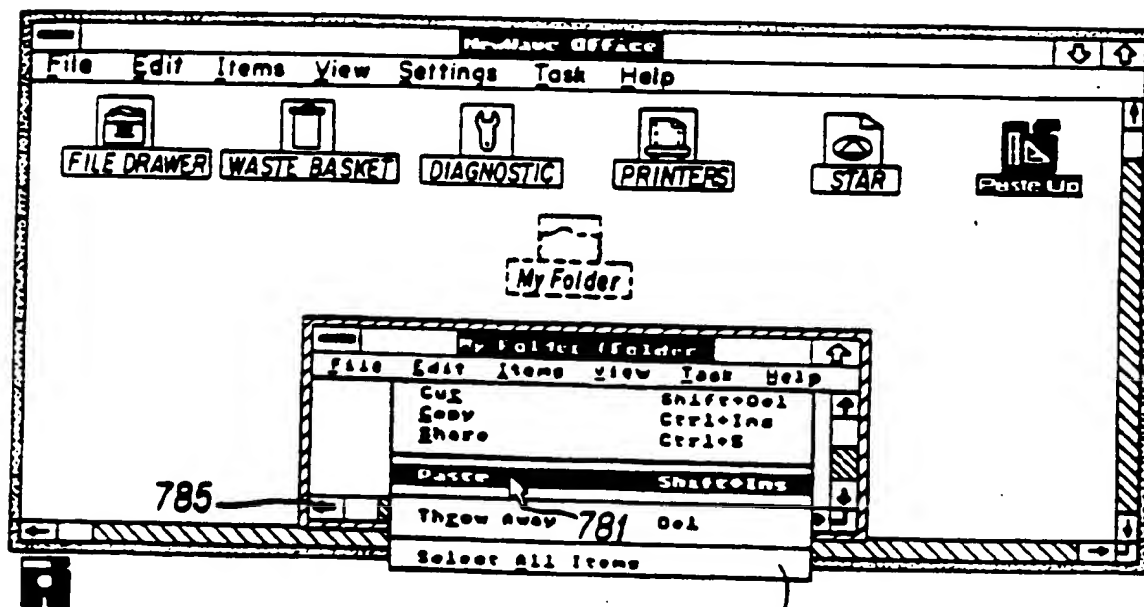 NewWave Office
File Edit Items View Settings Task Help
FILE DRAWER WASTE BASKET DIAGNOSTIC PRINTERS STAR Paste Up
My Folder
My Folder (Folder
File Edit Items View Task Help
Cut Shift+Del
Copy Ctrl+Ins
Share Ctrl+S
Paste Shift+Ins
785
781
Throw Away Del
Select All Items